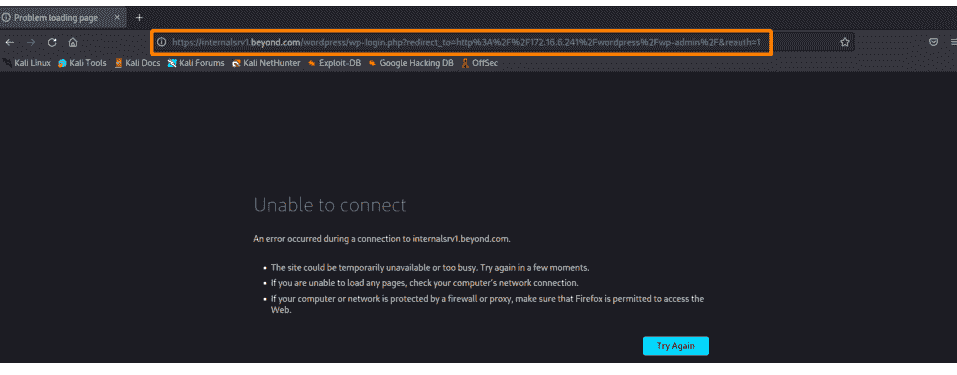 Problem loading page
https://internalsrv1.beyond.com/wordpress/wp-login.php?redirect_to=http%3A%2F%2F172.16.6.241%2Fwordpress%2Fwp-admin%2F&reauth=1
Kali Linux Kali Tools Kali Docs Kali Forums Kali NetHunter Exploit-DB Google Hacking DB OffSec
Unable to connect
An error occurred during a connection to internalsrv1.beyond.com.
• The site could be temporarily unavailable or too busy. Try again in a few moments.
• If you are unable to load any pages, check your computer's network connection.
• If your computer or network is protected by a firewall or proxy, make sure that Firefox is permitted to access the
Web.
Try Again